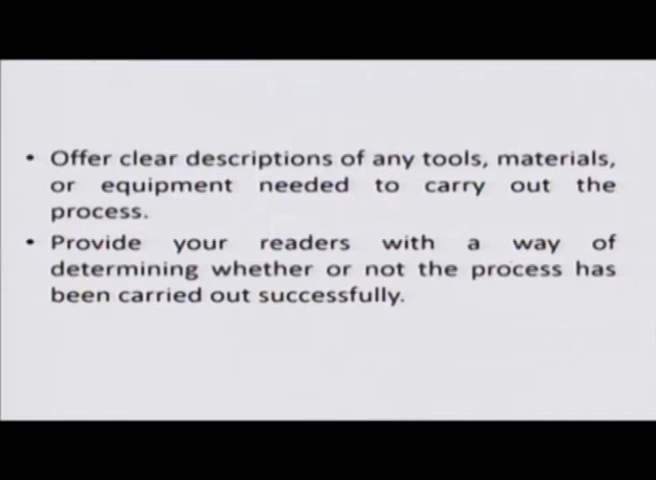 • Offer clear descriptions of any tools, materials,
or equipment needed to carry out the
process.
• Provide your readers with a way of
determining whether or not the process has
been carried out successfully.